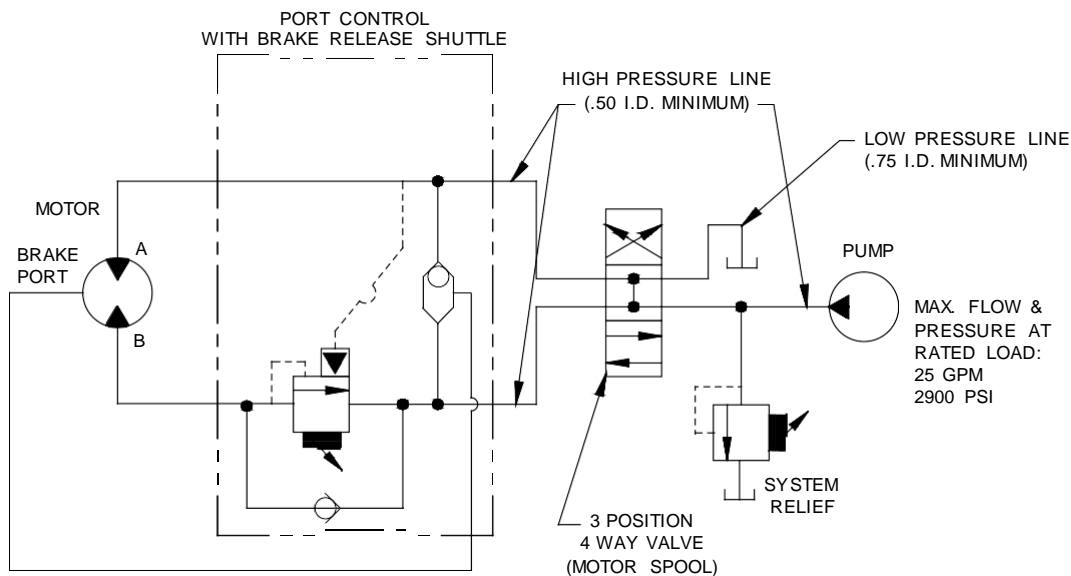 PORT CONTROL
WITH BRAKE RELEASE SHUTTLE
HIGH PRESSURE LINE
(.50 I.D. MINIMUM)
LOW PRESSURE LINE
(.75 I.D. MINIMUM)
MOTOR
BRAKE
PORT
A
B
PUMP
MAX. FLOW &
PRESSURE AT
RATED LOAD:
25 GPM
2900 PSI
SYSTEM
RELIEF
3 POSITION
4 WAY VALVE
(MOTOR SPOOL)